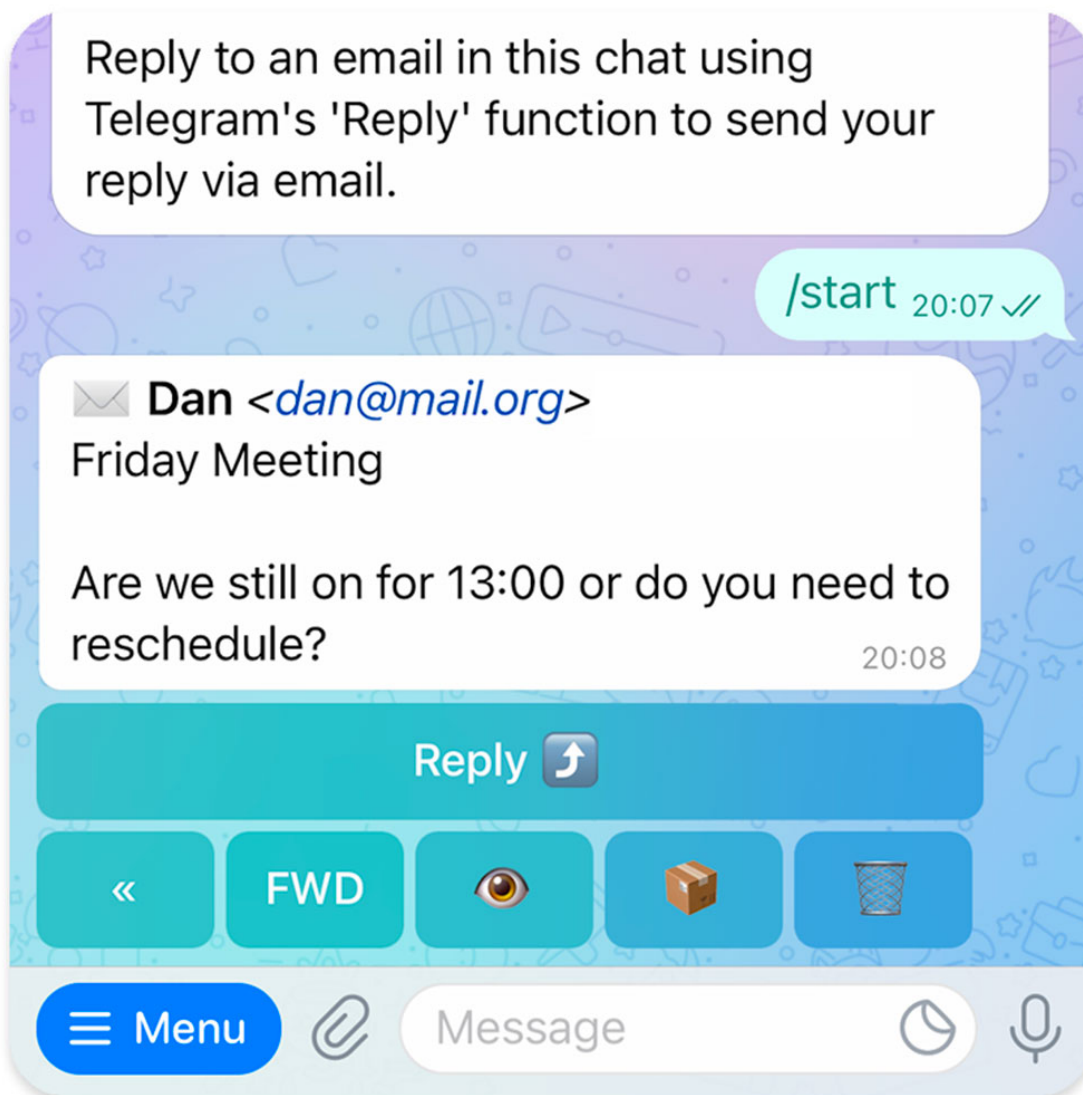 Reply to an email in this chat using
Telegram's 'Reply' function to send your
reply via email.
/start 20:07
Dan <dan@mail.org>
Friday Meeting
Are we still on for 13:00 or do you need to
reschedule?
20:08
Reply
« FWD
Menu Message